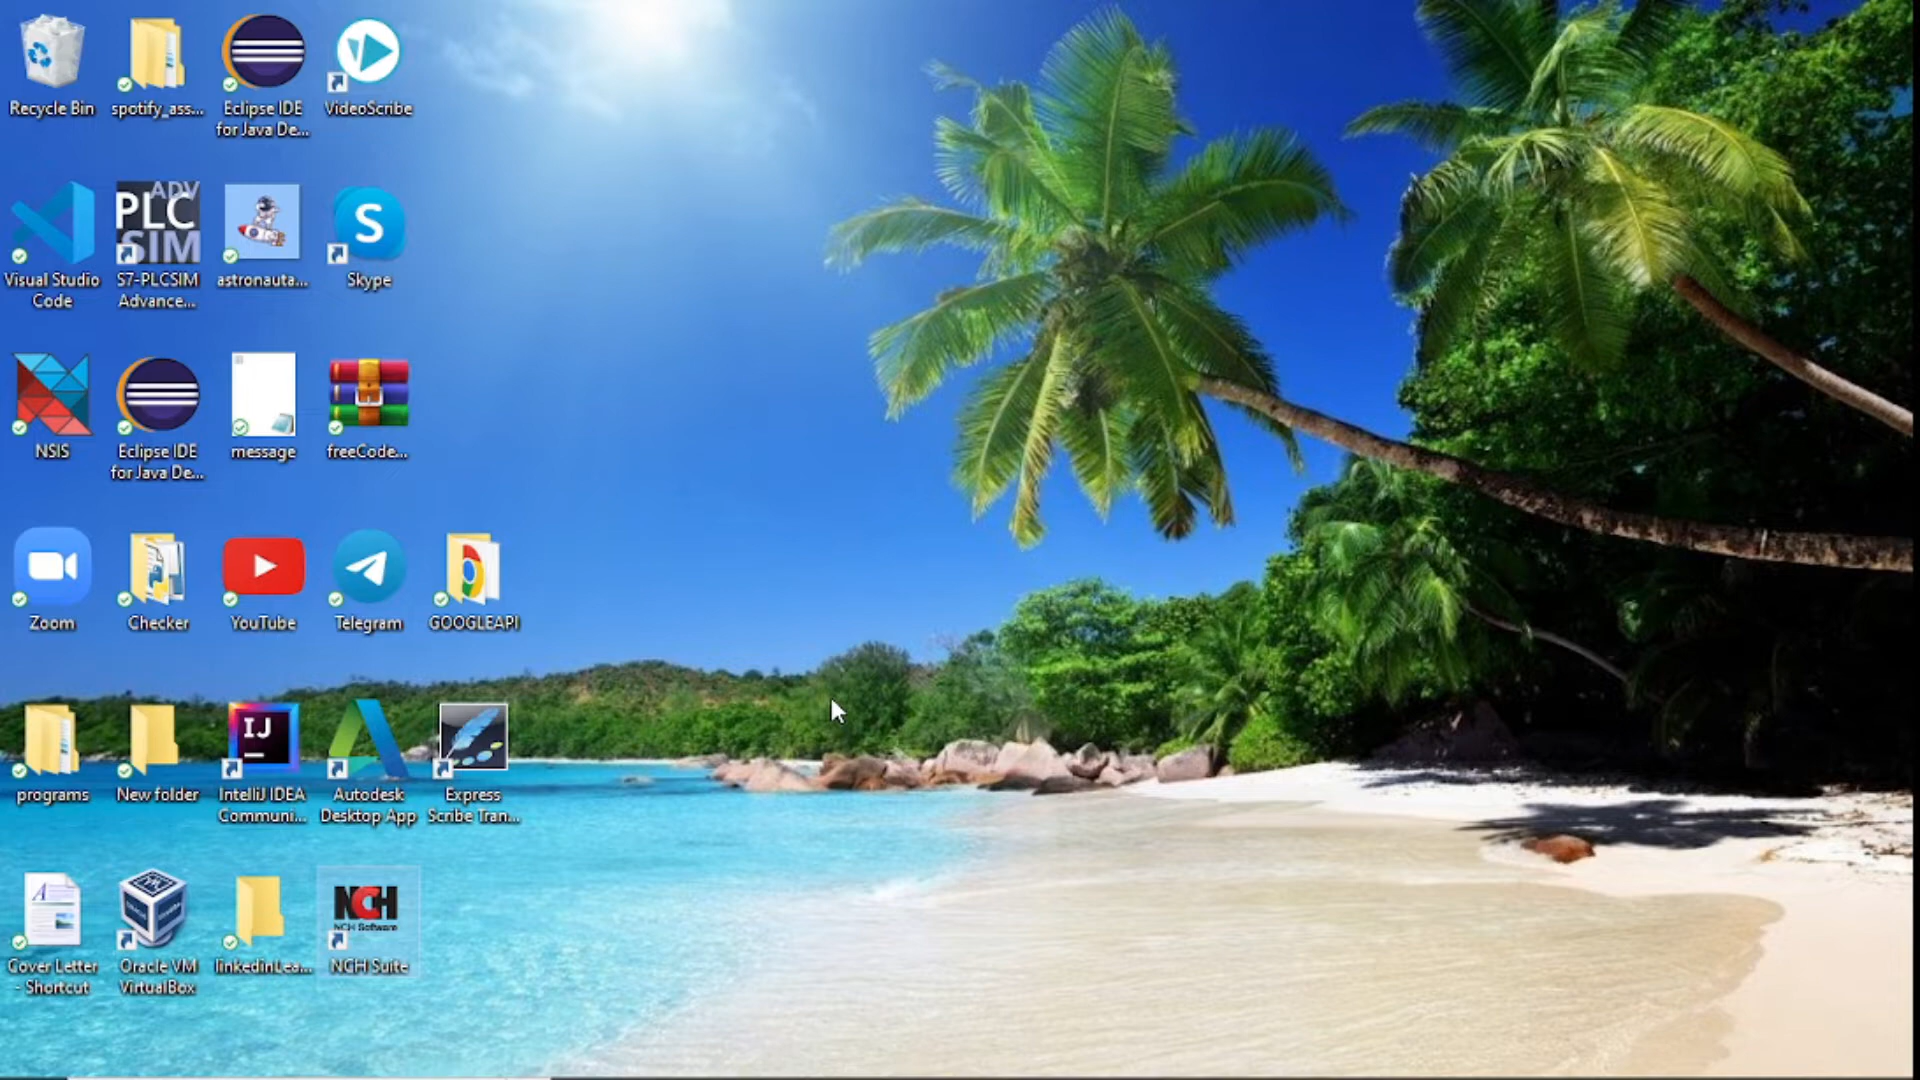 Recycle Bin
spotify_ass...
Eclipse IDE
for Java De...
VideoScribe
Visual Studio
Code
ADV
PLC
SIM
S7-PLCSIM
Advance...
astronauta...
S
Skype
NSIS
Eclipse IDE
for Java De...
message
freeCode...
Zoom
Checker
YouTube
Telegram
GOOGLEAPI
programs
New folder
IJ
IntelliJ IDEA
Communi...
Autodesk
Desktop App
Express
Scribe Tran...
Cover Letter
- Shortcut
Oracle VM
VirtualBox
linkedinLea...
NCH
NCH Software
NCH Suite